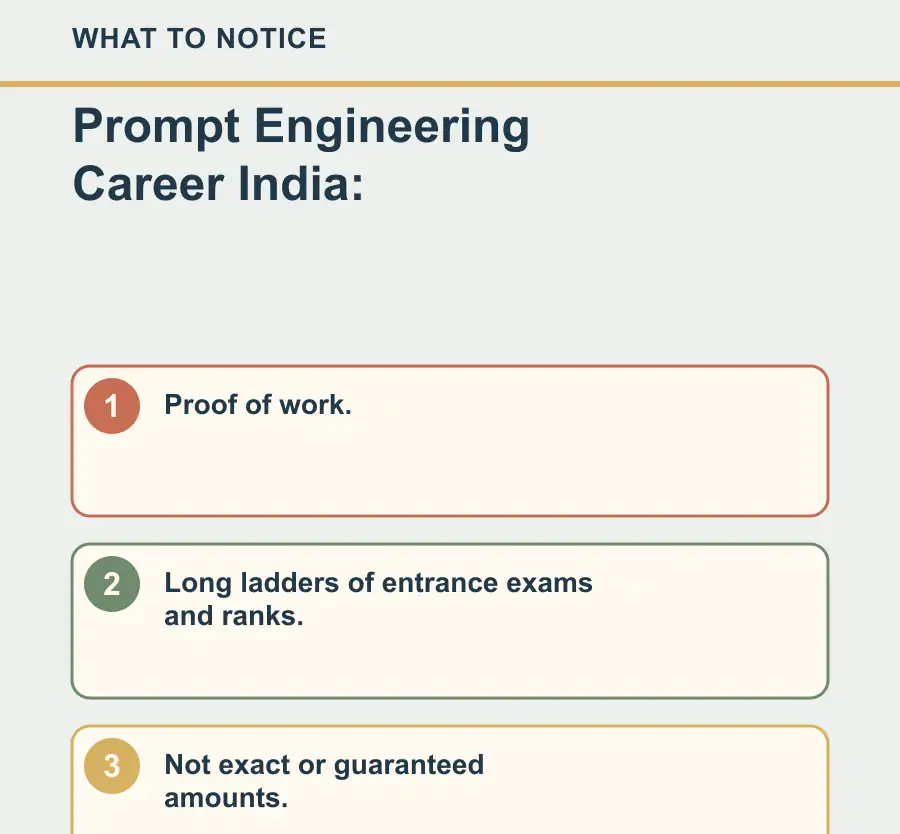 WHAT TO NOTICE
Prompt Engineering
Career India:
1
Proof of work.
2
Long ladders of entrance exams
and ranks.
3
Not exact or guaranteed
amounts.